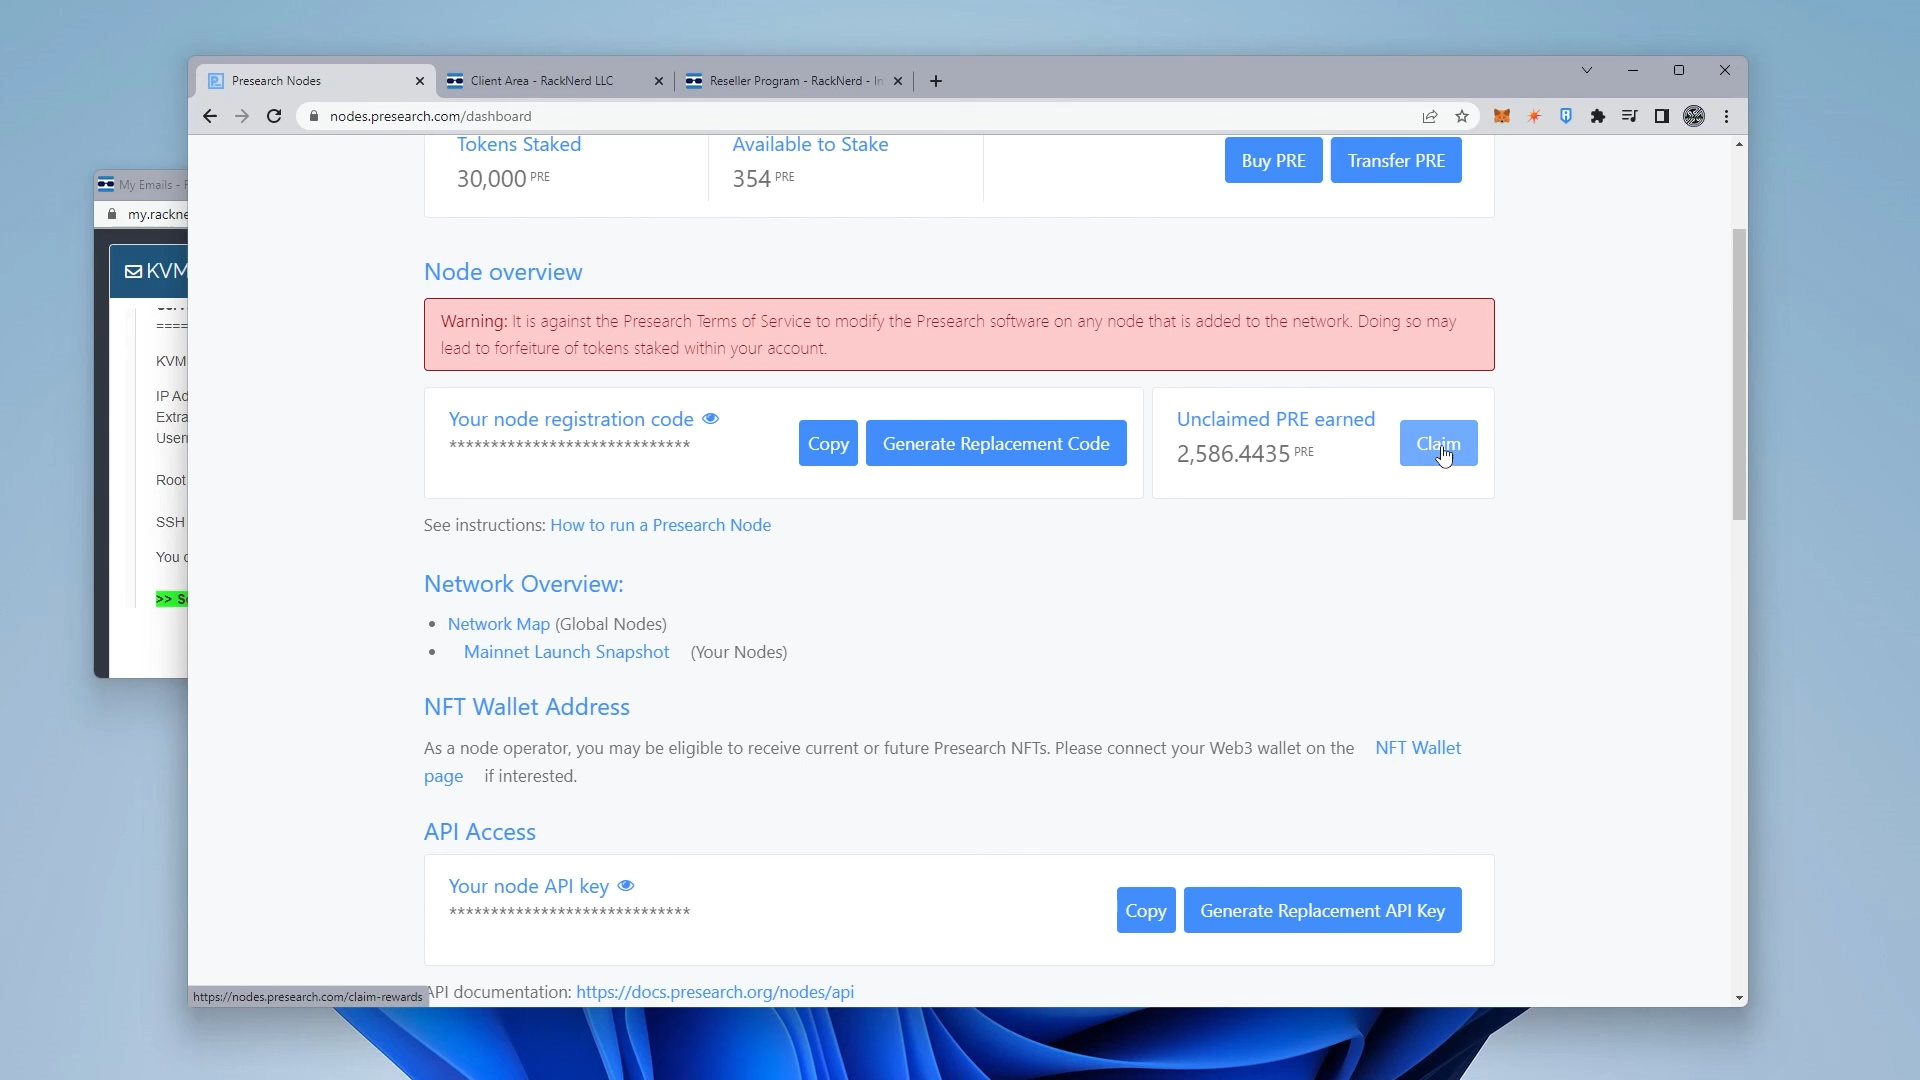 Presearch Nodes
Client Area - RackNerd LLC
Reseller Program - RackNerd - In
nodes.presearch.com/dashboard
Tokens Staked
30,000 PRE
Available to Stake
354 PRE
Buy PRE
Transfer PRE
My Emails -
my.rackne
KVM
====
KVM
IP Ad
Extra
Usern
Root
SSH
You
>> S
Node overview
Warning: It is against the Presearch Terms of Service to modify the Presearch software on any node that is added to the network. Doing so may
lead to forfeiture of tokens staked within your account.
Your node registration code
*****************************
Copy
Generate Replacement Code
Unclaimed PRE earned
2,586.4435 PRE
Claim
See instructions: How to run a Presearch Node
Network Overview:
• Network Map (Global Nodes)
• Mainnet Launch Snapshot (Your Nodes)
NFT Wallet Address
As a node operator, you may be eligible to receive current or future Presearch NFTs. Please connect your Web3 wallet on the NFT Wallet
page if interested.
API Access
Your node API key
*****************************
Copy
Generate Replacement API Key
API documentation: https://docs.presearch.org/nodes/api
https://nodes.presearch.com/claim-rewards